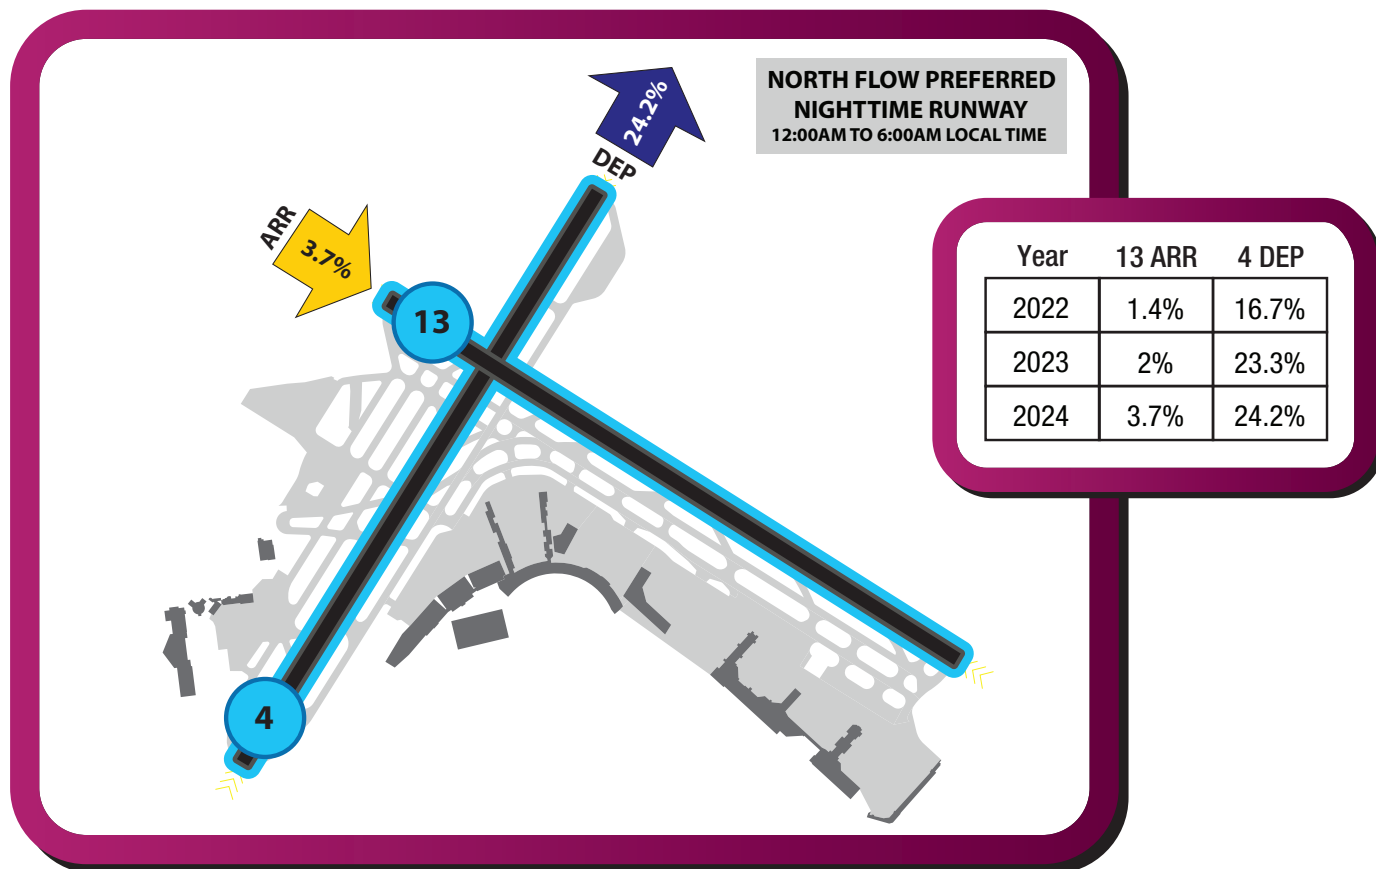 NORTH FLOW PREFERRED
NIGHTTIME RUNWAY
12:00AM TO 6:00AM LOCAL TIME
24.2%
DEP
ARR
3.7%
13
4
Year 13 ARR 4 DEP
2022 1.4% 16.7%
2023 2% 23.3%
2024 3.7% 24.2%